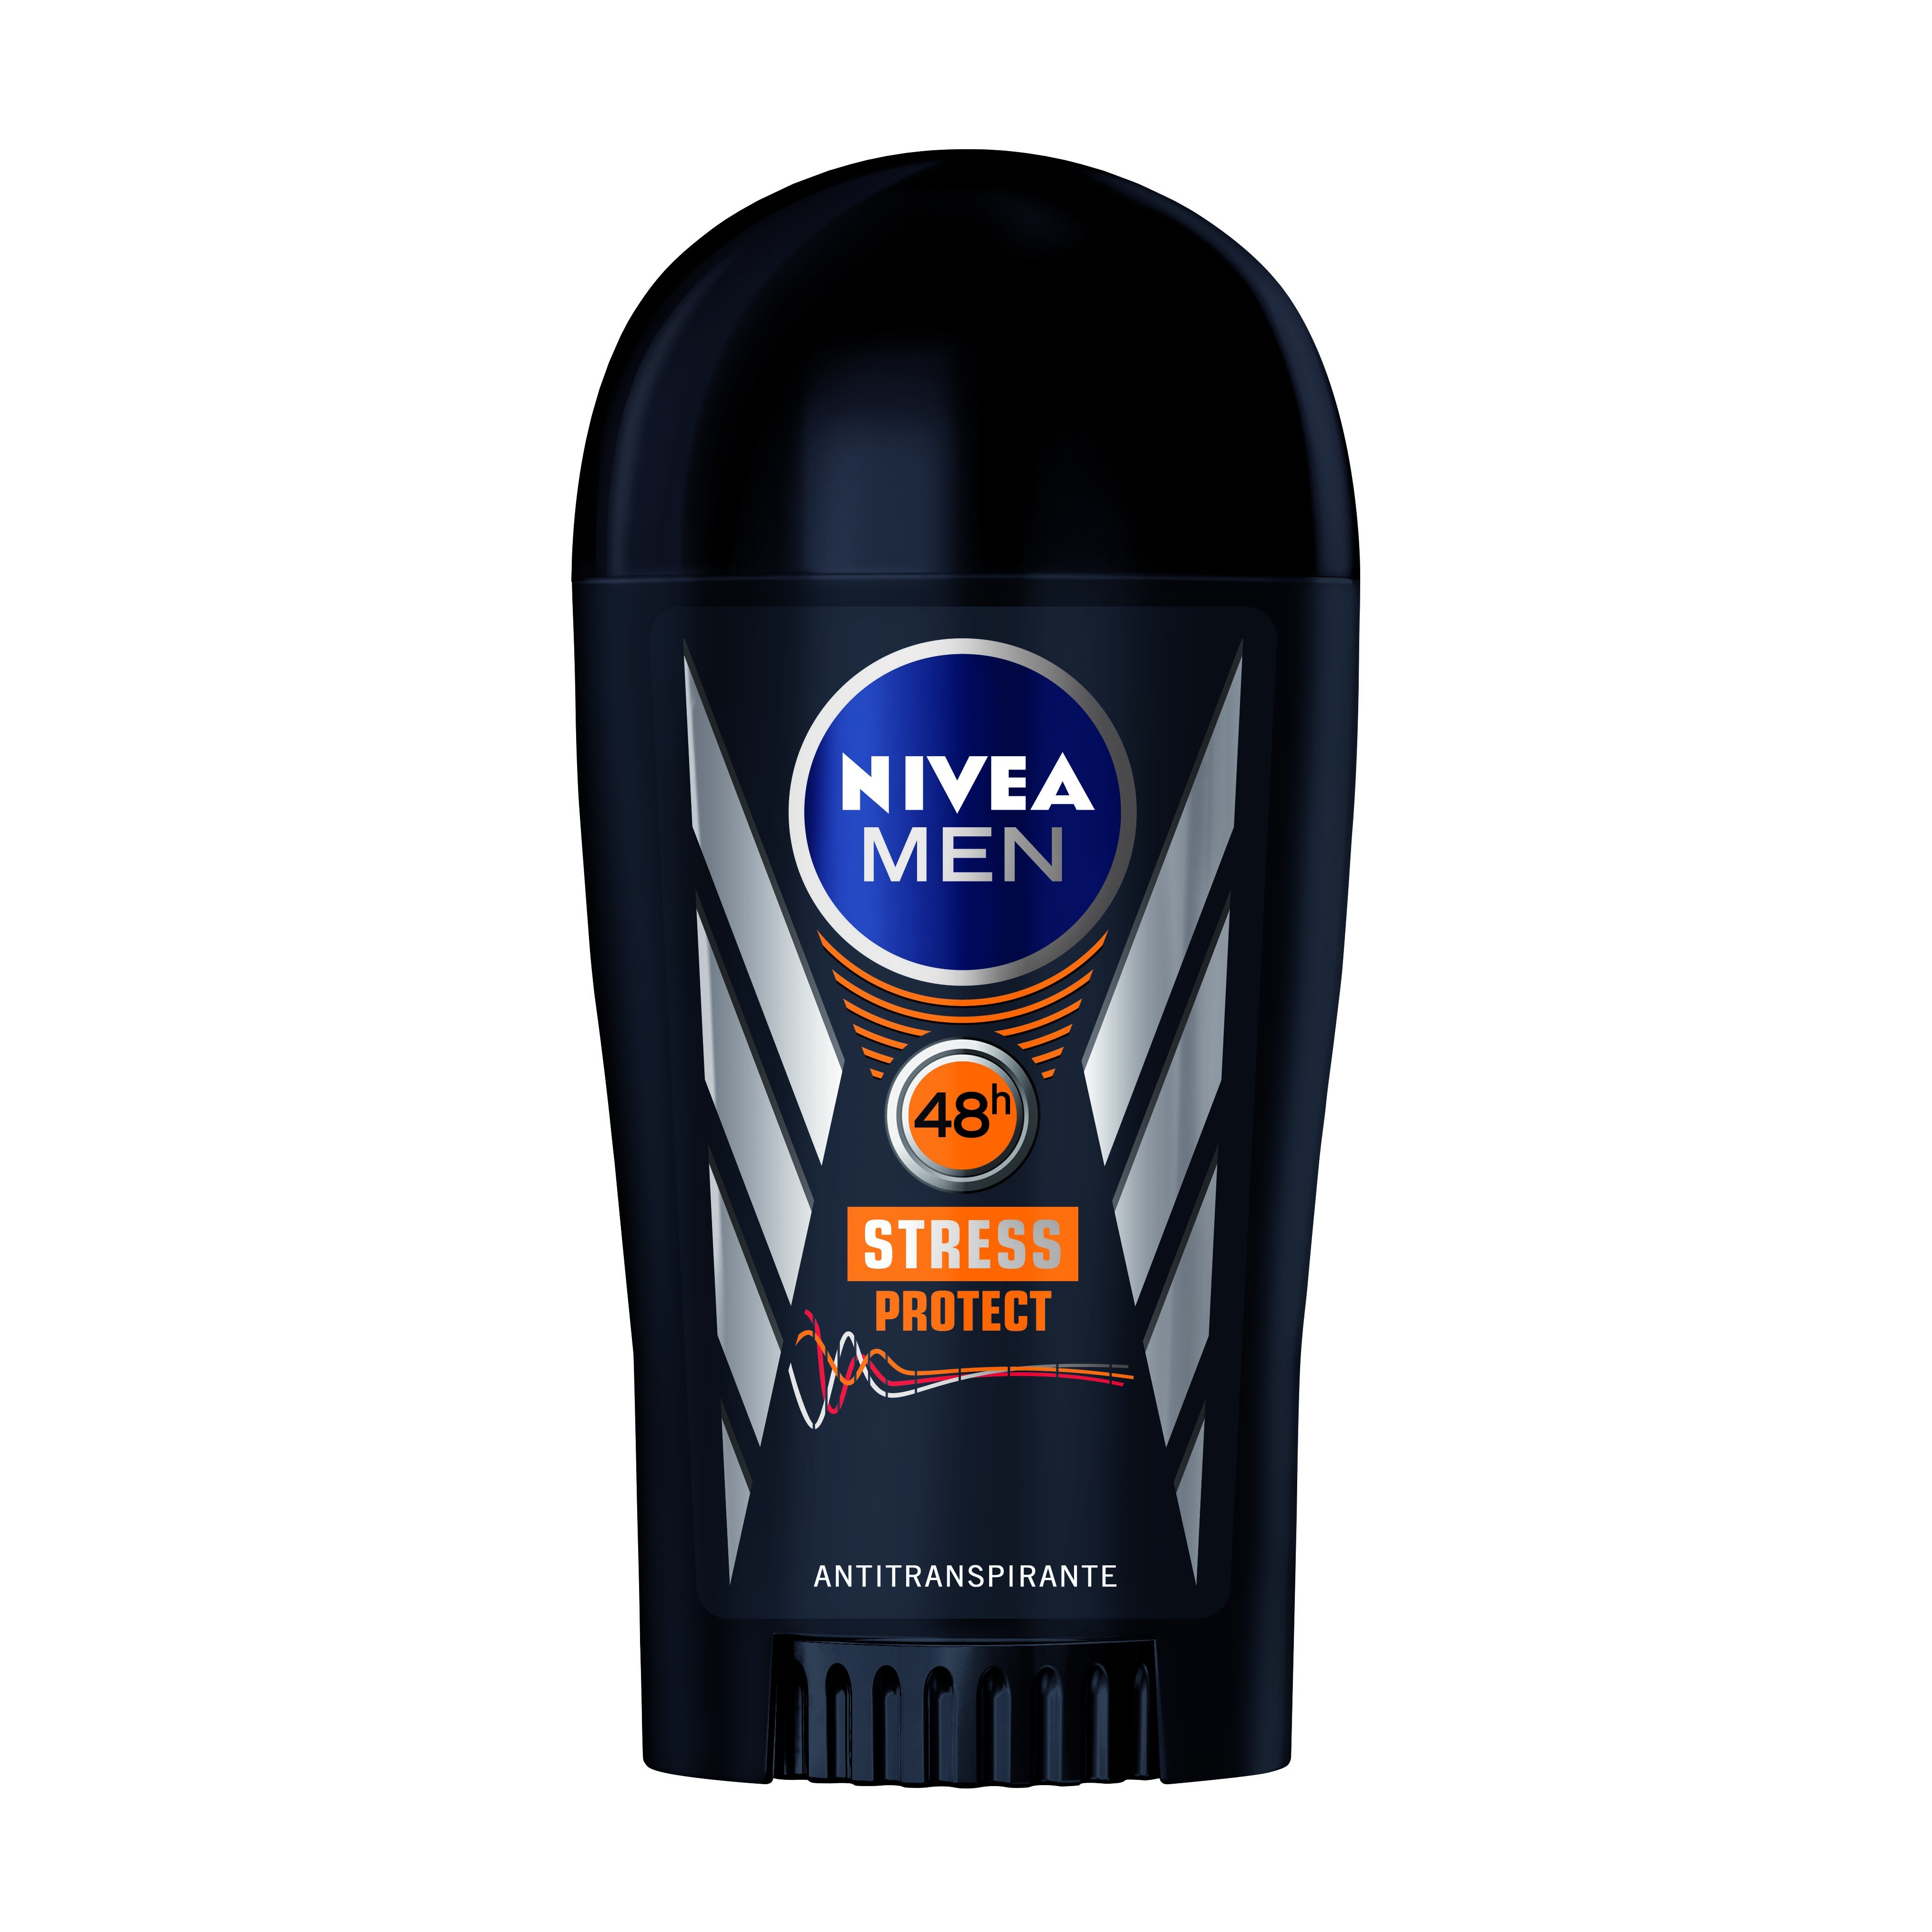 NIVEA
MEN
48h
STRESS
PROTECT
ANTITRANSPIRANTE